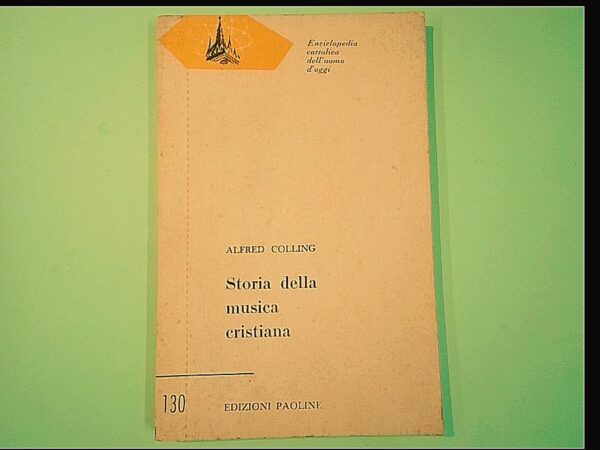 Enciclopedia
cattolica
dell'uomo
d'oggi
ALFRED COLLING
Storia della
musica
cristiana
130
EDIZIONI PAOLINE